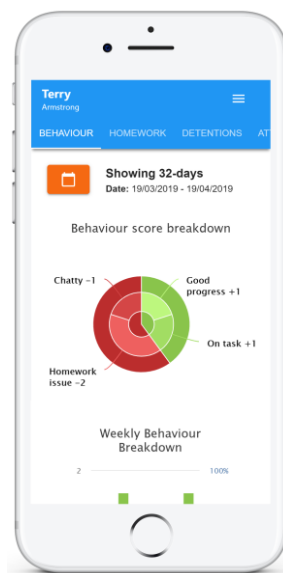 Terry
Armstrong
BEHAVIOUR HOMEWORK DETENTIONS AT
Showing 32-days
Date: 19/03/2019 - 19/04/2019
Behaviour score breakdown
Chatty -1
Good
progress +1
On task +1
Homework
issue -2
Weekly Behaviour
Breakdown
2 100%